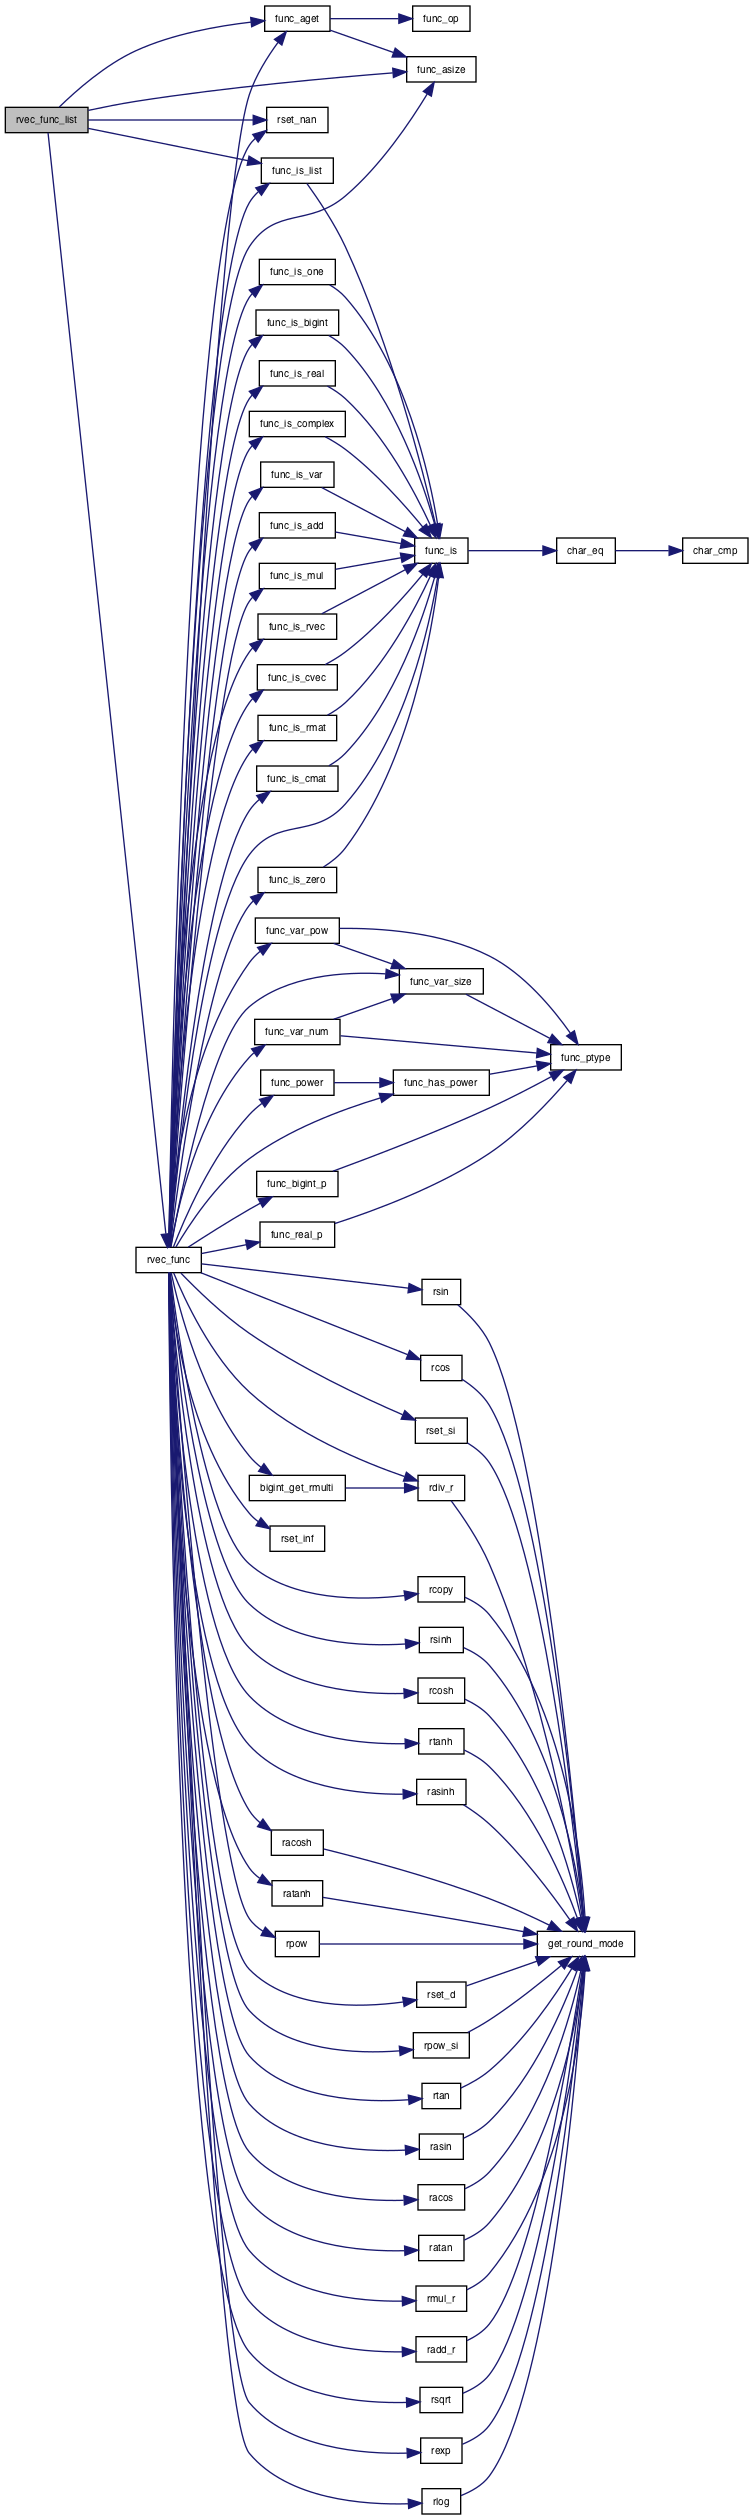 func_aget
func_op
func_asize
rvec_func_list
rset_nan
func_is_list
func_is_one
func_is_bigint
func_is_real
func_is_complex
func_is_var
func_is_add
func_is
char_eq
char_cmp
func_is_mul
func_is_rvec
func_is_cvec
func_is_rmat
func_is_cmat
func_is_zero
func_var_pow
func_var_size
func_var_num
func_ptype
func_power
func_has_power
func_bigint_p
func_real_p
rvec_func
rsin
rcos
rset_si
bigint_get_rmulti
rdiv_r
rset_inf
rcopy
rsinh
rcosh
rtanh
rasinh
racosh
ratanh
rpow
get_round_mode
rset_d
rpow_si
rtan
rasin
racos
ratan
rmul_r
radd_r
rsqrt
rexp
rlog